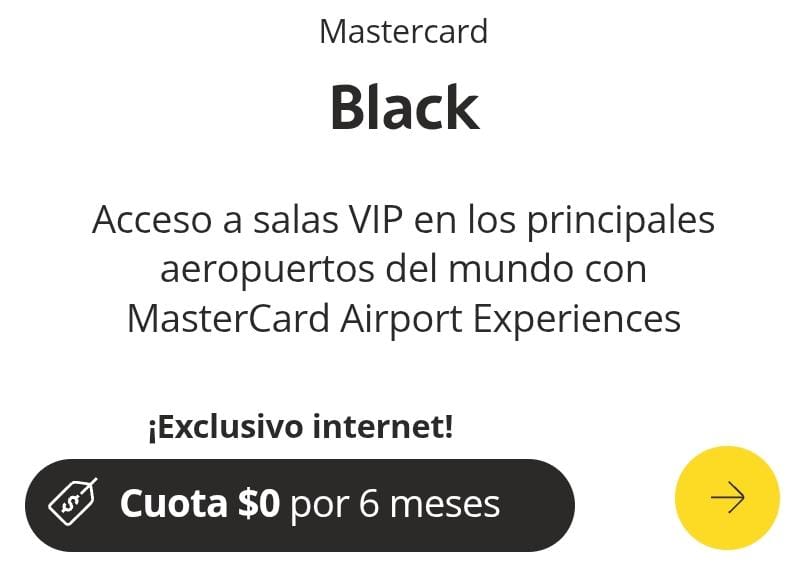 Mastercard
Black
Acceso a salas VIP en los principales
aeropuertos del mundo con
MasterCard Airport Experiences
¡Exclusivo internet!
Cuota $0 por 6 meses